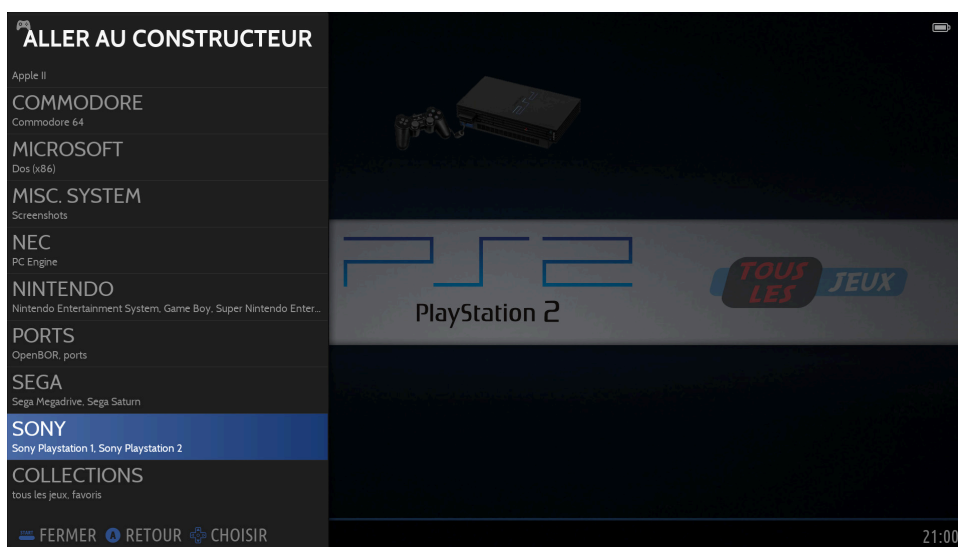 ALLER AU CONSTRUCTEUR
Apple II
COMMODORE
Commodore 64
MICROSOFT
Dos (x86)
MISC. SYSTEM
Screenshots
NEC
PC Engine
NINTENDO
Nintendo Entertainment System, Game Boy, Super Nintendo Enter...
PORTS
OpenBOR, ports
SEGA
Sega Megadrive, Sega Saturn
SONY
Sony Playstation 1, Sony Playstation 2
COLLECTIONS
tous les jeux, favoris
START FERMER A RETOUR CHOISIR
PS2
PlayStation 2
TOUS
LES JEUX
21:00